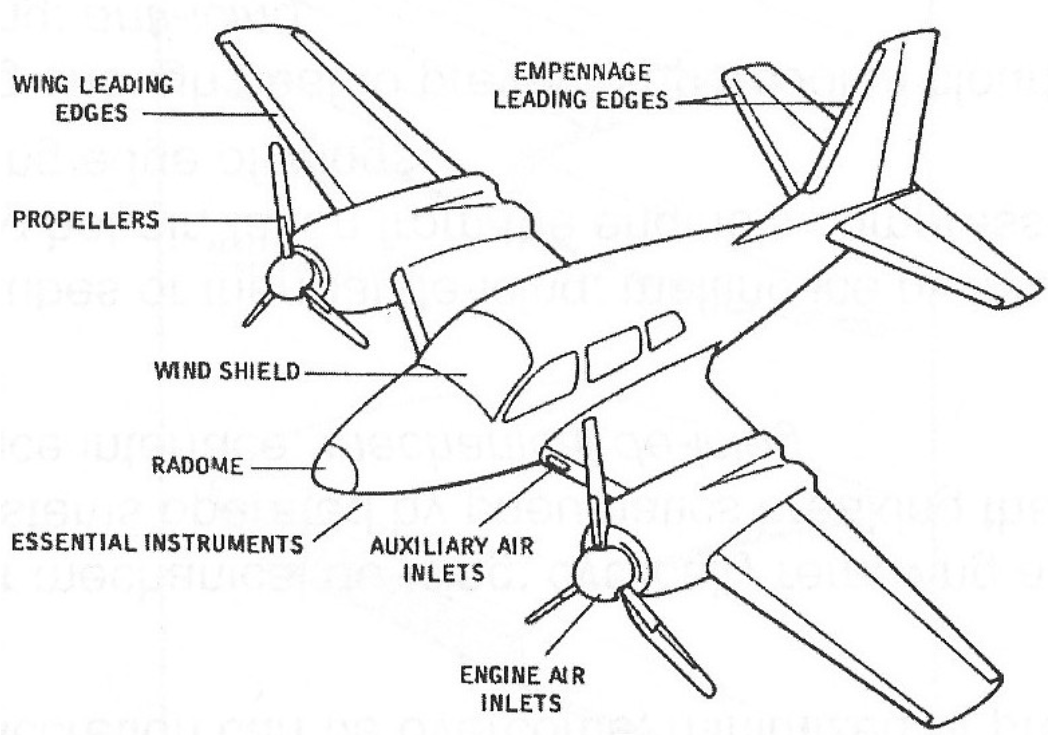 WING LEADING
EDGES
EMPENNAGE
LEADING EDGES
PROPELLERS
WIND SHIELD
RADOME
ESSENTIAL INSTRUMENTS
AUXILIARY AIR
INLETS
ENGINE AIR
INLETS